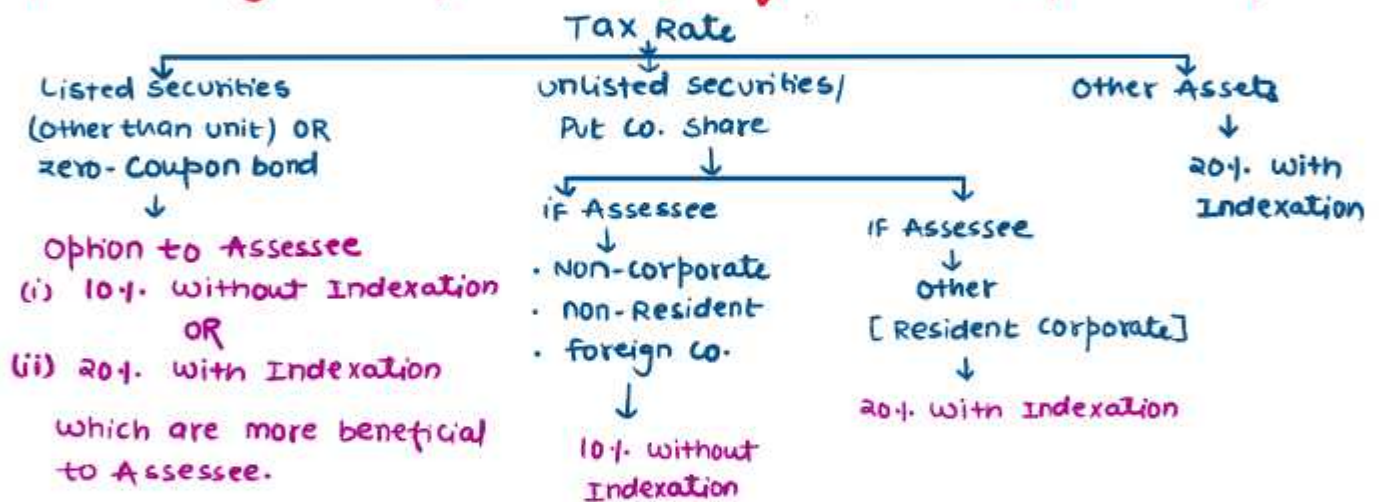 Tax Rate
Listed securities
(other than unit) OR
zero-Coupon bond
Option to Assessee
(i) 10%. without Indexation
OR
(ii) 20%. with Indexation
which are more beneficial
to Assessee.
unlisted securities/
Pvt co. share
if Assessee
· Non-corporate
· non-Resident
· foreign co.
10%. without
Indexation
IF Assessee
other
[Resident corporate]
20%. with Indexation
Other Assets
20%. with
Indexation